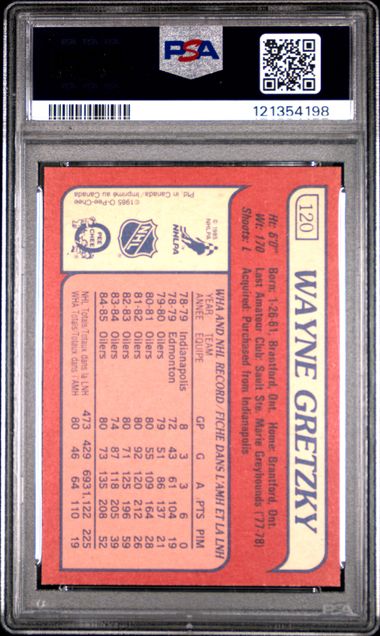 PSA
121354198
120
WAYNE GRETZKY
Ht: 6'0" Born: 1-26-61, Brantford, Ont. Home: Brantford, Ont.
Wt: 170 Last Amateur Club: Sault Ste. Marie Greyhounds ('77-78)
Shoots: L Acquired: Purchased from Indianapolis
WHA AND NHL RECORD / FICHE DANS L'AMH ET LA LNH
YEAR TEAM
ANNÉE ÉQUIPE GP G A PTS PIM
78-79 Indianapolis 8 3 3 6 0
78-79 Edmonton 72 43 61 104 19
79-80 Oilers 79 51 86 137 21
80-81 Oilers 80 55 109 164 28
81-82 Oilers 80 92 120 212 26
82-83 Oilers 80 71 125 196 59
83-84 Oilers 74 87 118 205 39
84-85 Oilers 80 73 135 208 52
NHL Totals/Totaux dans la LNH 473 429 693 1,122 225
WHA Totals/Totaux dans l'AMH 80 46 64 110 19
© 1985
NHLPA
NHLPA
NHL
O PEE CHEE
©1985 O-Pee-Chee
Ptd. in Canada/Imprimé au Canada